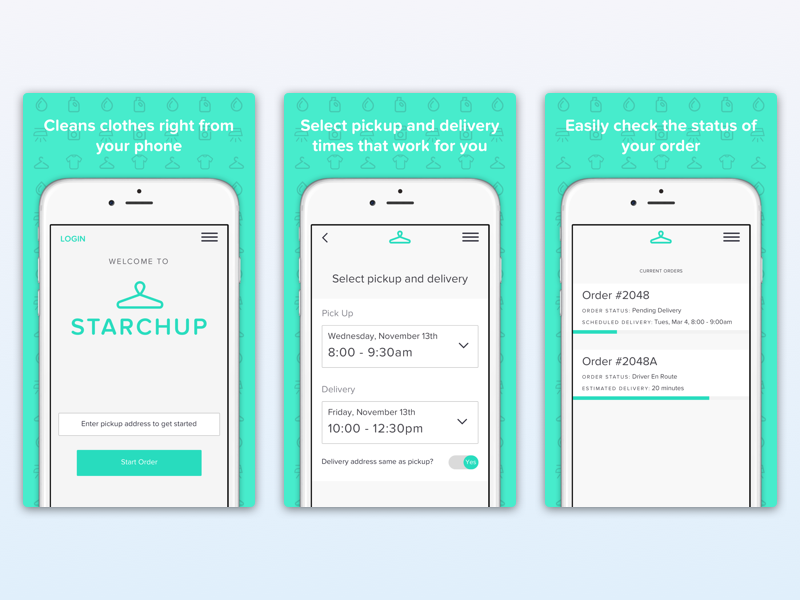 Cleans clothes right from
your phone
LOGIN
WELCOME TO
STARCHUP
Enter pickup address to get started
Start Order
Select pickup and delivery
times that work for you
Select pickup and delivery
Pick Up
Wednesday, November 13th
8:00 - 9:30am
Delivery
Friday, November 13th
10:00 - 12:30pm
Delivery address same as pickup?
Yes
Easily check the status of
your order
CURRENT ORDERS
Order #2048
ORDER STATUS: Pending Delivery
SCHEDULED DELIVERY: Tues, Mar 4, 8:00 - 9:00am
Order #2048A
ORDER STATUS: Driver En Route
ESTIMATED DELIVERY: 20 minutes